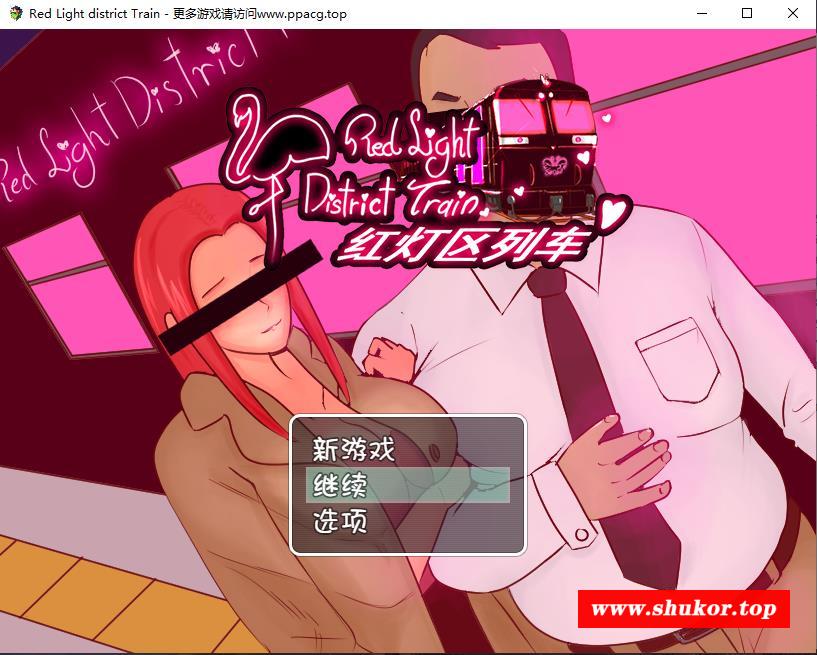 Red Light district Train - 更多游戏请访问www.ppacg.top
Red Light District T
Red Light
District Train
红灯区列车
新游戏
继续
选项
www.shukor.top